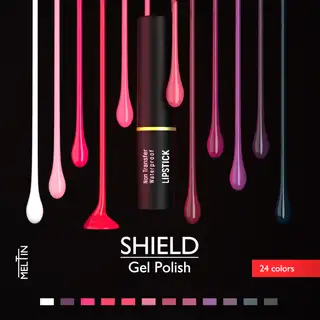 Non Transfer
Waterproof
LIPSTICK
MELTIN
SHIELD
Gel Polish
24 colors